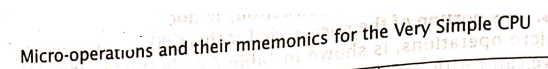 Micro-operations and their mnemonics for the Very Simple CPU